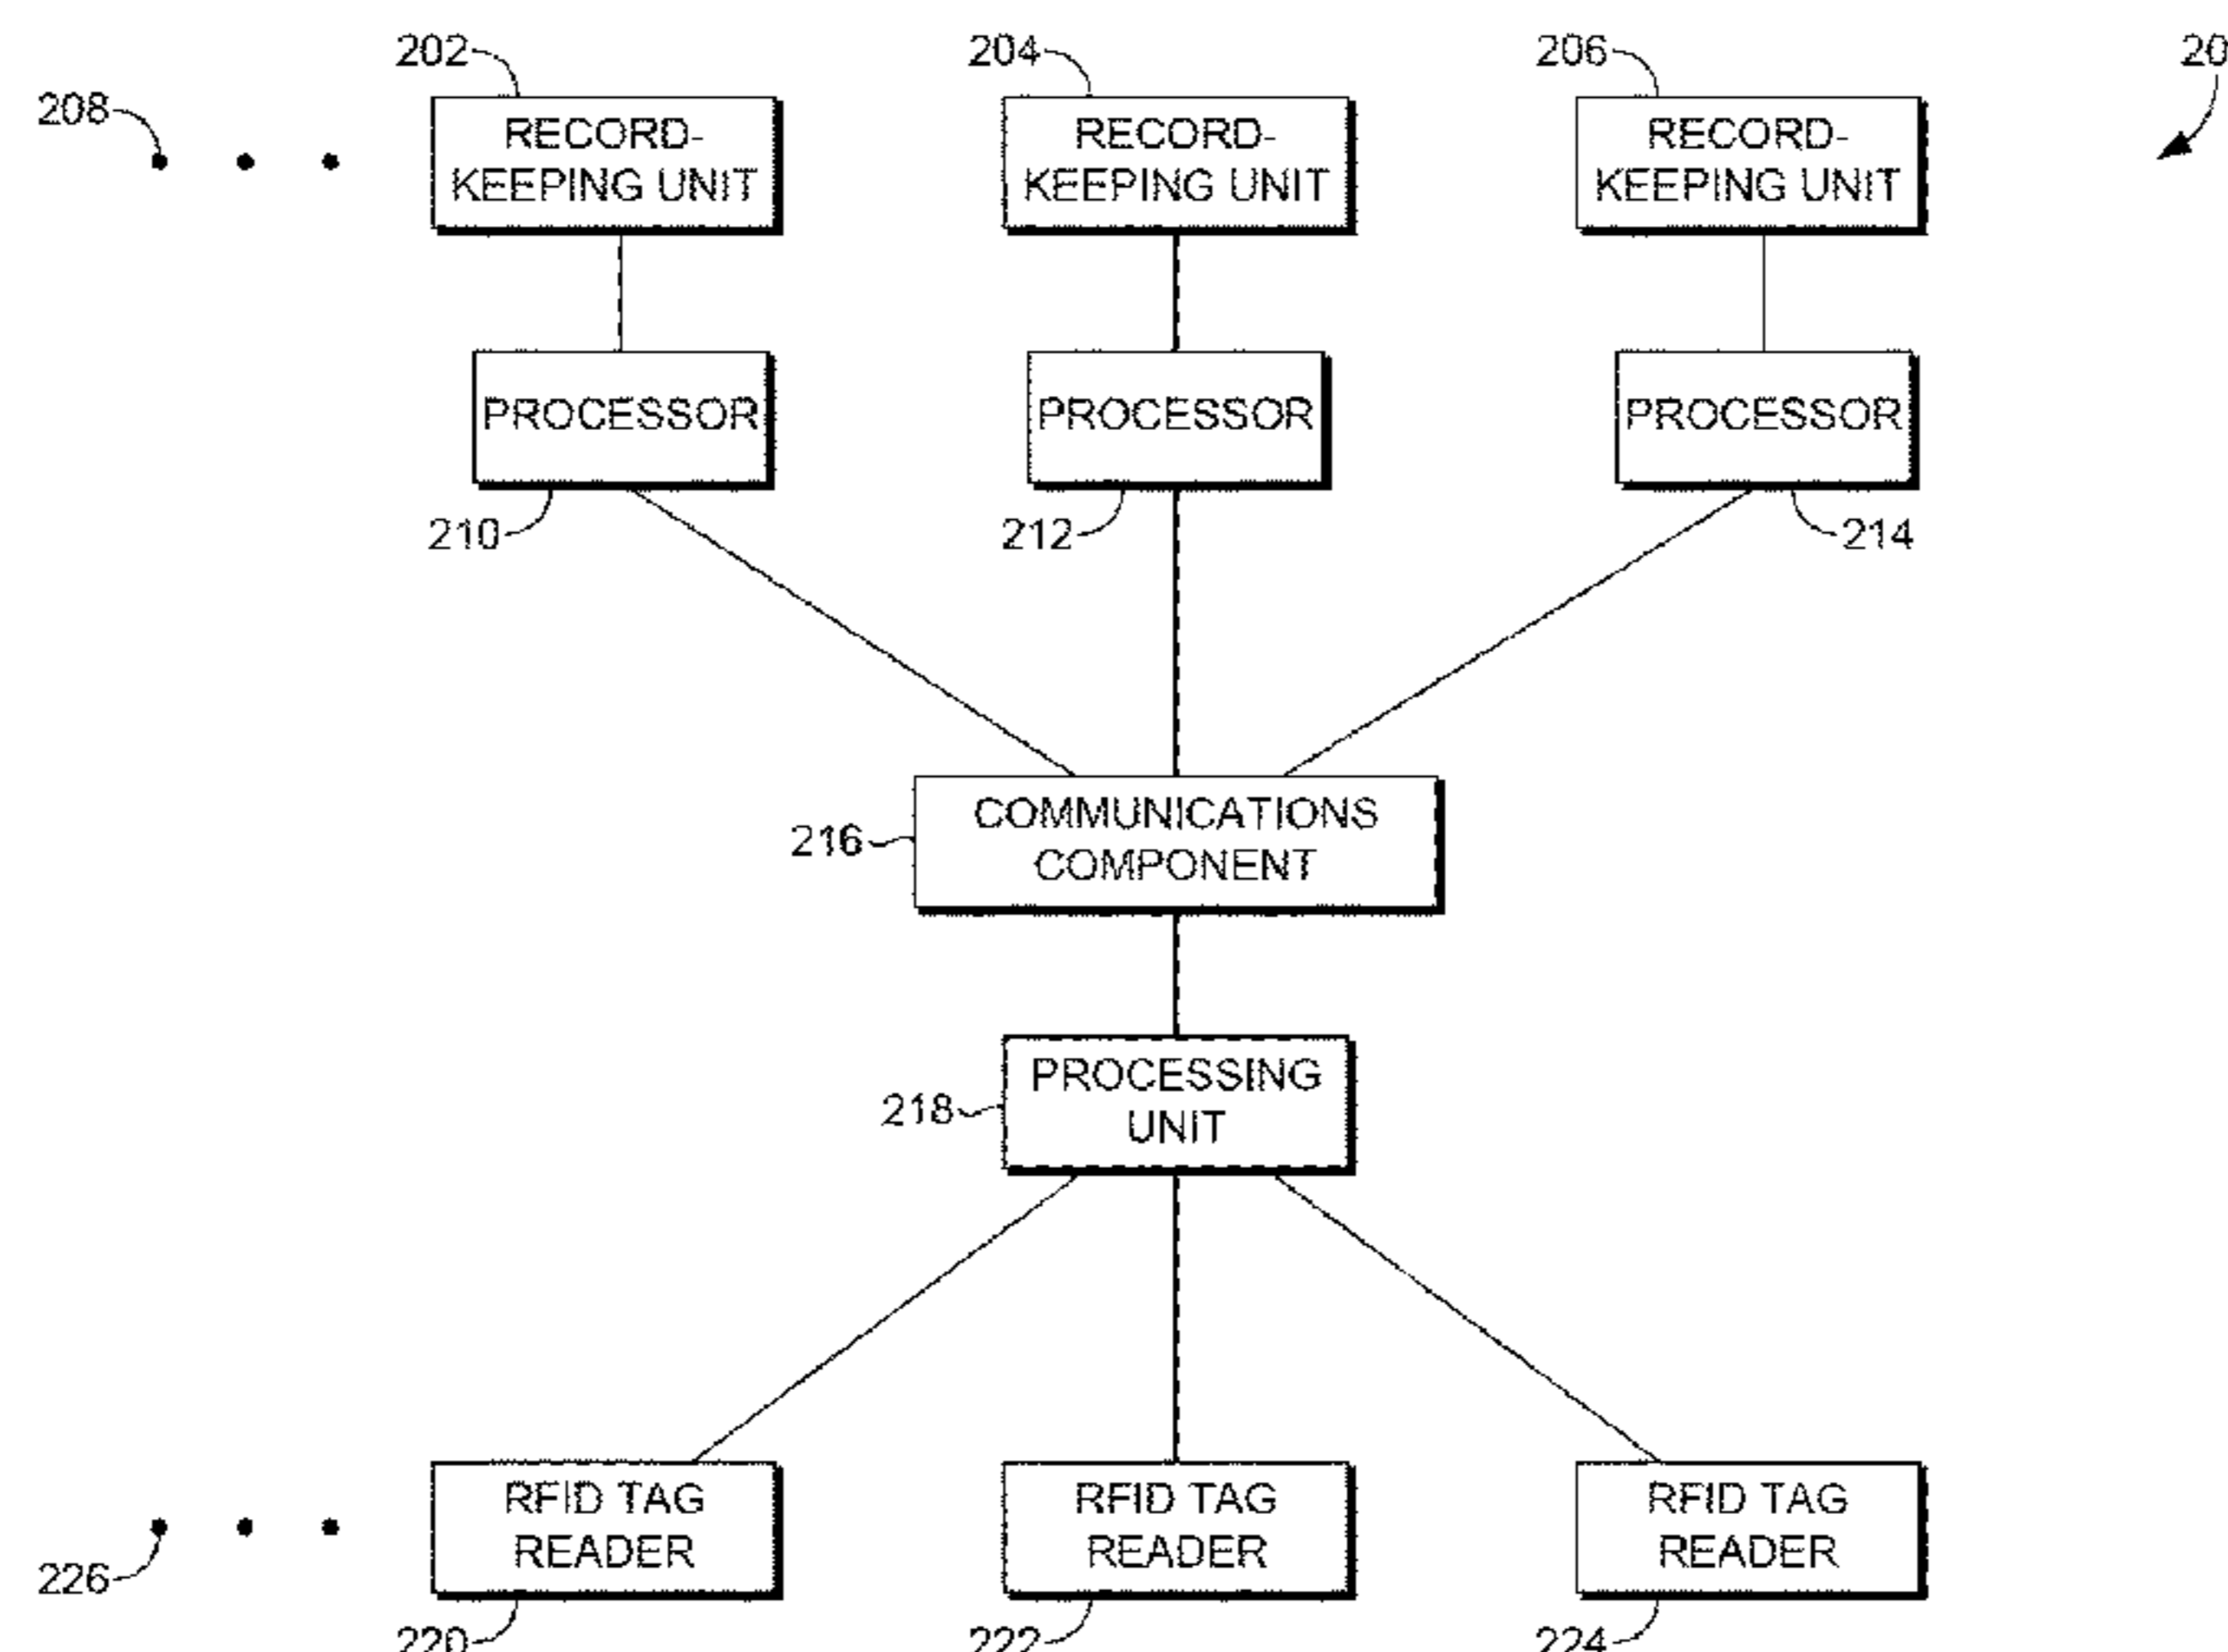 202
204
206
20
208
RECORD-
KEEPING UNIT
RECORD-
KEEPING UNIT
RECORD-
KEEPING UNIT
PROCESSOR
PROCESSOR
PROCESSOR
210
212
214
COMMUNICATIONS
COMPONENT
216
PROCESSING
UNIT
218
RFID TAG
READER
RFID TAG
READER
RFID TAG
READER
226
220
222
224